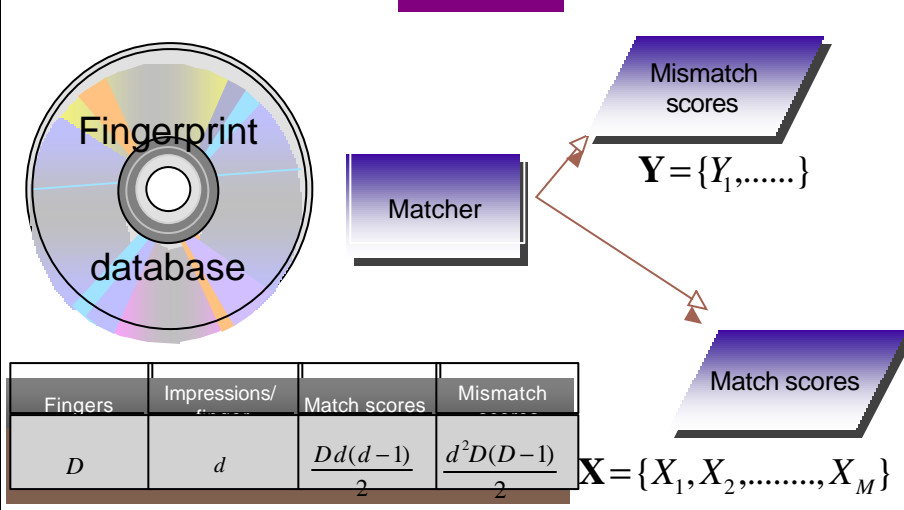 Mismatch
scores
Fingerprint
Y = {Y₁,......}
Matcher
database
Match scores
Fingers
Impressions/
Match scores
Mismatch
D
d
Dd(d−1)/2
d²D(D−1)/2
X = {X₁, X₂,........, X_M}